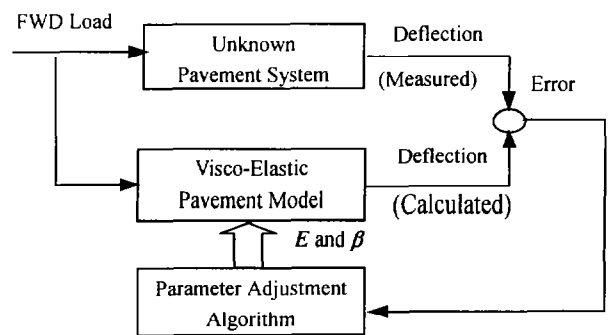 FWD Load
Unknown
Pavement System
Deflection
(Measured)
Error
Visco-Elastic
Pavement Model
Deflection
(Calculated)
E and β
Parameter Adjustment
Algorithm